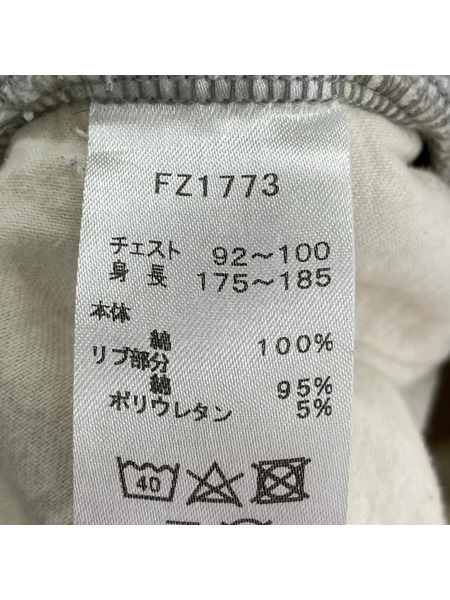 FZ1773
チェスト 92～100
身長 175～185
本体
綿 100%
リブ部分
綿 95%
ポリウレタン 5%
40